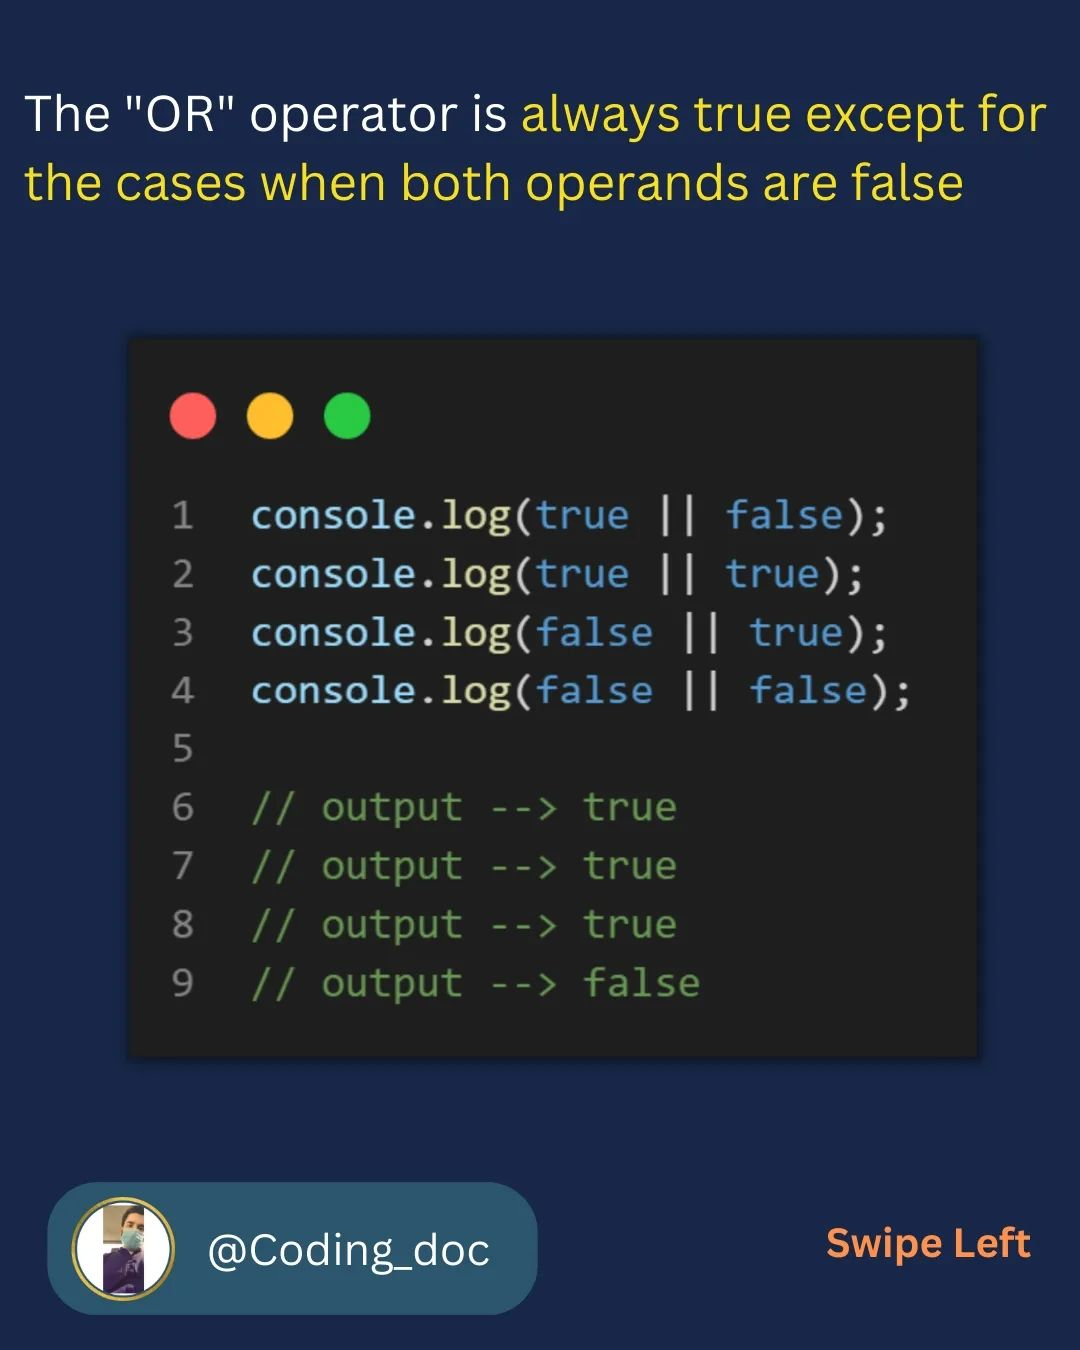 The "OR" operator is always true except for
the cases when both operands are false
1 console.log(true || false);
2 console.log(true || true);
3 console.log(false || true);
4 console.log(false || false);
5
6 // output --> true
7 // output --> true
8 // output --> true
9 // output --> false
@Coding_doc
Swipe Left